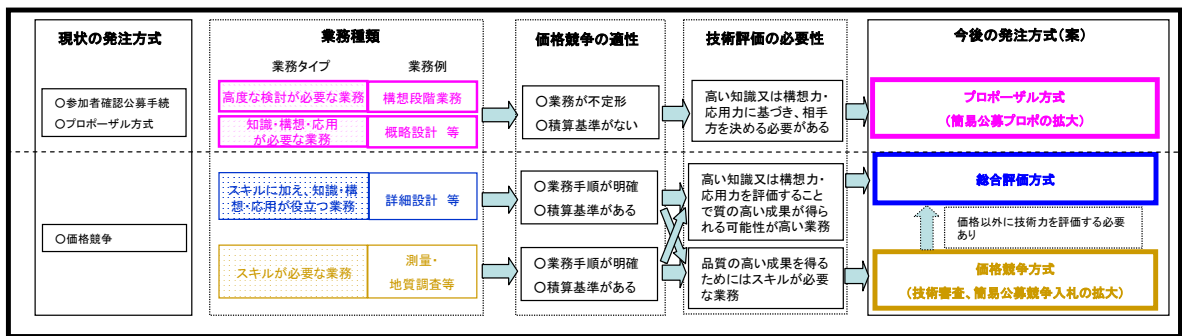 現状の発注方式
〇参加者確認公募手続
〇プロポーザル方式
〇価格競争
業務種類
業務タイプ
業務例
高度な検討が必要な業務
構想段階業務
知識・構想・応用
が必要な業務
概略設計 等
スキルに加え、知識・構
想・応用が役立つ業務
詳細設計 等
スキルが必要な業務
測量・
地質調査等
価格競争の適性
〇業務が不定形
〇積算基準がない
〇業務手順が明確
〇積算基準がある
〇業務手順が明確
〇積算基準がある
技術評価の必要性
高い知識又は構想力・
応用力に基づき、相手
方を決める必要がある
高い知識又は構想力・
応用力を評価すること
で質の高い成果が得ら
れる可能性が高い業務
品質の高い成果を得る
ためにはスキルが必要
な業務
今後の発注方式(案)
プロポーザル方式
(簡易公募プロポの拡大)
総合評価方式
価格以外に技術力を評価する必要
あり
価格競争方式
(技術審査、簡易公募競争入札の拡大)